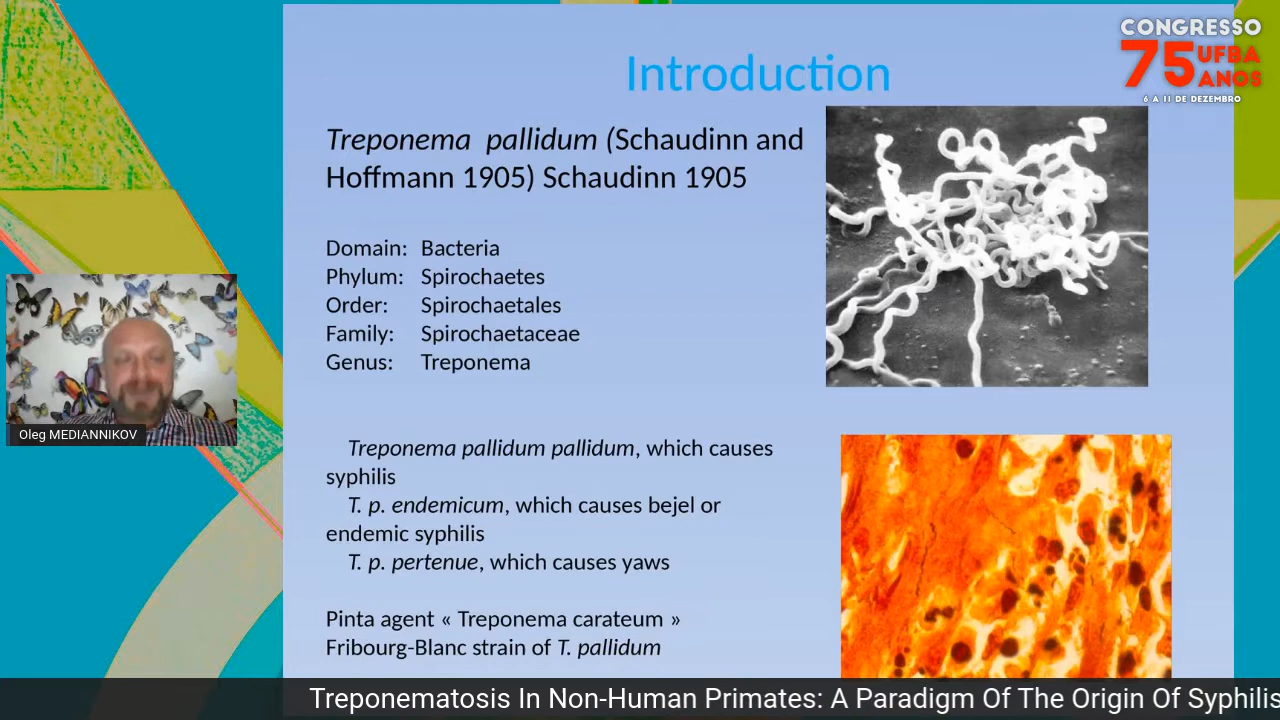 CONGRESSO
75 UFBA
ANOS
6 A 11 DE DEZEMBRO
Introduction
Treponema  pallidum (Schaudinn and
Hoffmann 1905) Schaudinn 1905
Domain: Bacteria
Phylum: Spirochaetes
Order: Spirochaetales
Family: Spirochaetaceae
Genus: Treponema
Treponema pallidum pallidum, which causes
syphilis
T. p. endemicum, which causes bejel or
endemic syphilis
T. p. pertenue, which causes yaws
Pinta agent « Treponema carateum »
Fribourg-Blanc strain of T. pallidum
Oleg MEDIANNIKOV
Treponematosis In Non-Human Primates: A Paradigm Of The Origin Of Syphilis